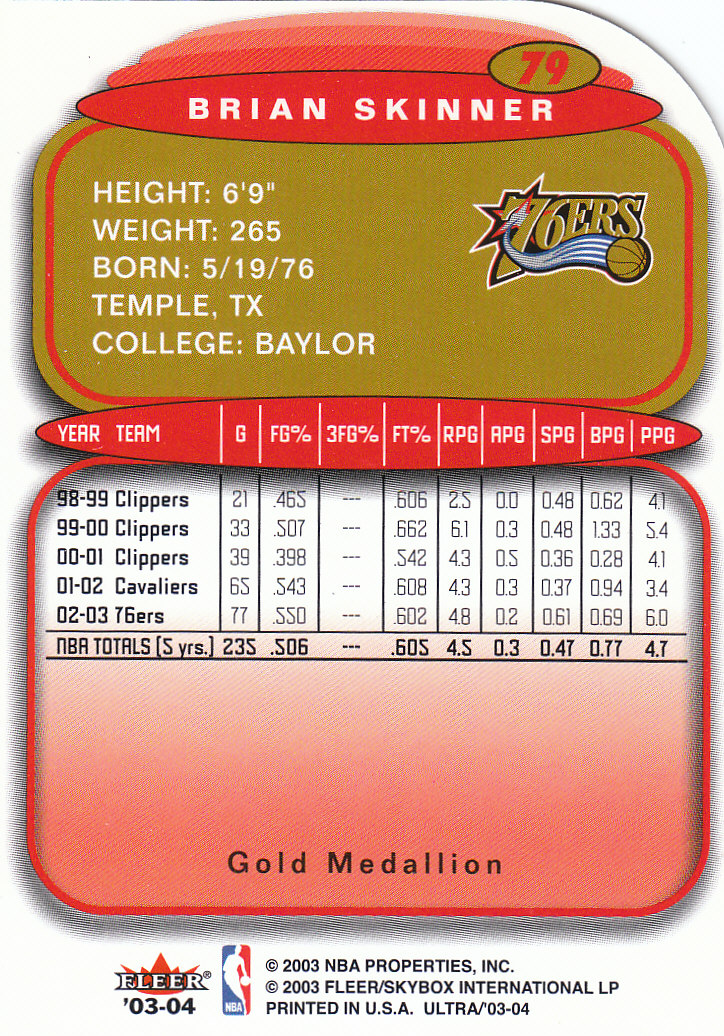 79
BRIAN SKINNER
HEIGHT: 6'9"
WEIGHT: 265
BORN: 5/19/76
TEMPLE, TX
COLLEGE: BAYLOR
76ERS
YEAR TEAM G FG% 3FG% FT% RPG APG SPG BPG PPG
98-99 Clippers 21 .465 --- .606 2.5 0.0 0.48 0.62 4.1
99-00 Clippers 33 .507 --- .662 6.1 0.3 0.48 1.33 5.4
00-01 Clippers 39 .398 --- .542 4.3 0.5 0.36 0.28 4.1
01-02 Cavaliers 65 .543 --- .608 4.3 0.3 0.37 0.94 3.4
02-03 76ers 77 .550 --- .602 4.8 0.2 0.61 0.69 6.0
NBA TOTALS (5 yrs.) 235 .506 --- .605 4.5 0.3 0.47 0.77 4.7
Gold Medallion
FLEER®
'03-04
NBA
© 2003 NBA PROPERTIES, INC.
© 2003 FLEER/SKYBOX INTERNATIONAL LP
PRINTED IN U.S.A. ULTRA/'03-04